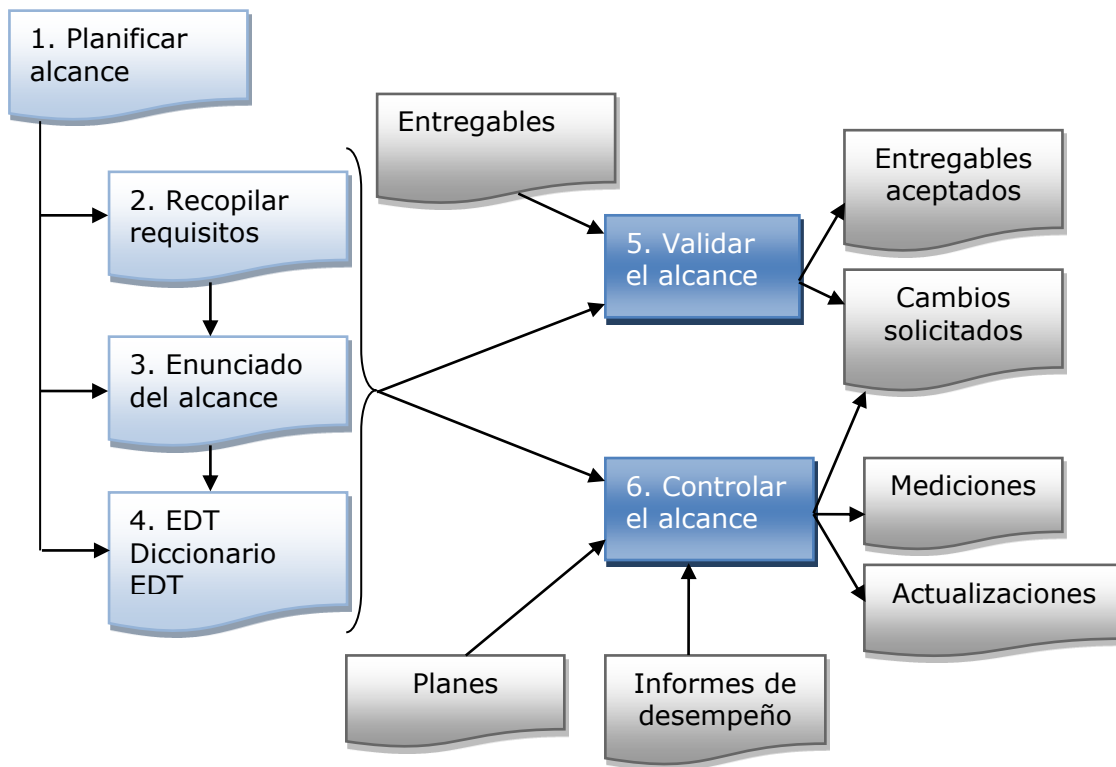 1. Planificar
alcance
2. Recopilar
requisitos
3. Enunciado
del alcance
4. EDT
Diccionario
EDT
Entregables
5. Validar
el alcance
6. Controlar
el alcance
Planes
Informes de
desempeño
Entregables
aceptados
Cambios
solicitados
Mediciones
Actualizaciones